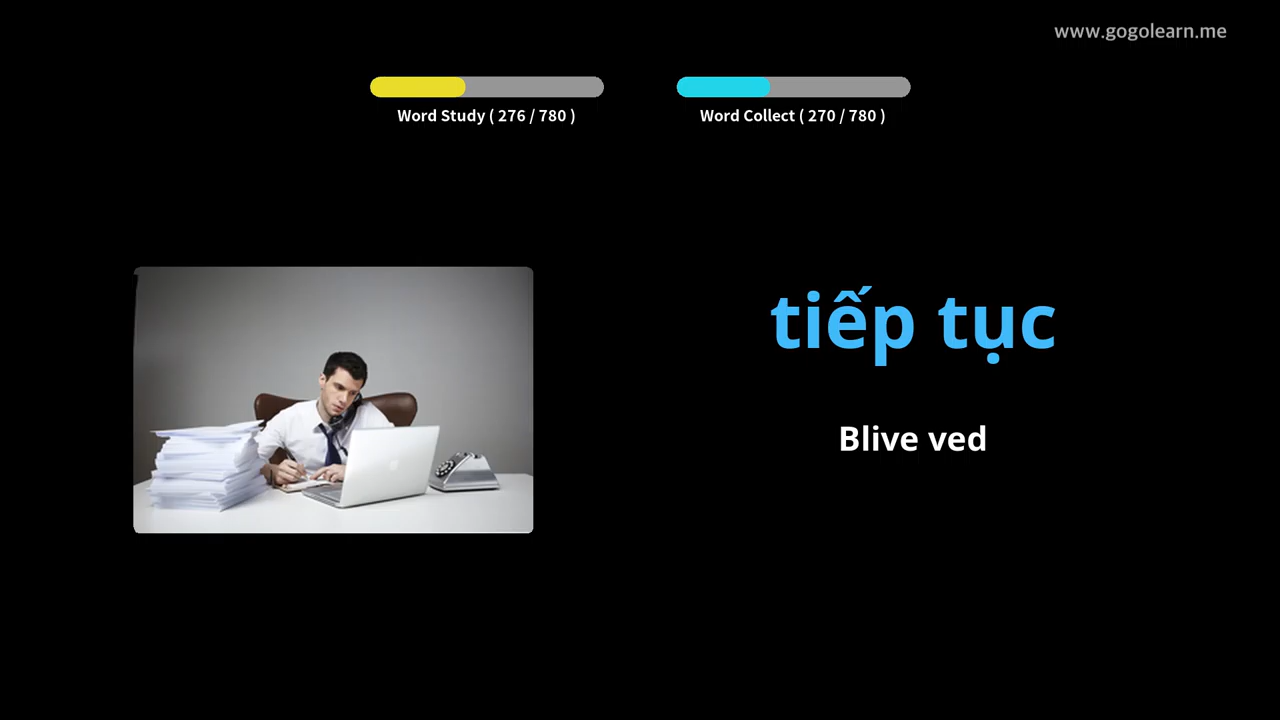 www.gogolearn.me
Word Study ( 276 / 780 )
Word Collect ( 270 / 780 )
tiếp tục
Blive ved